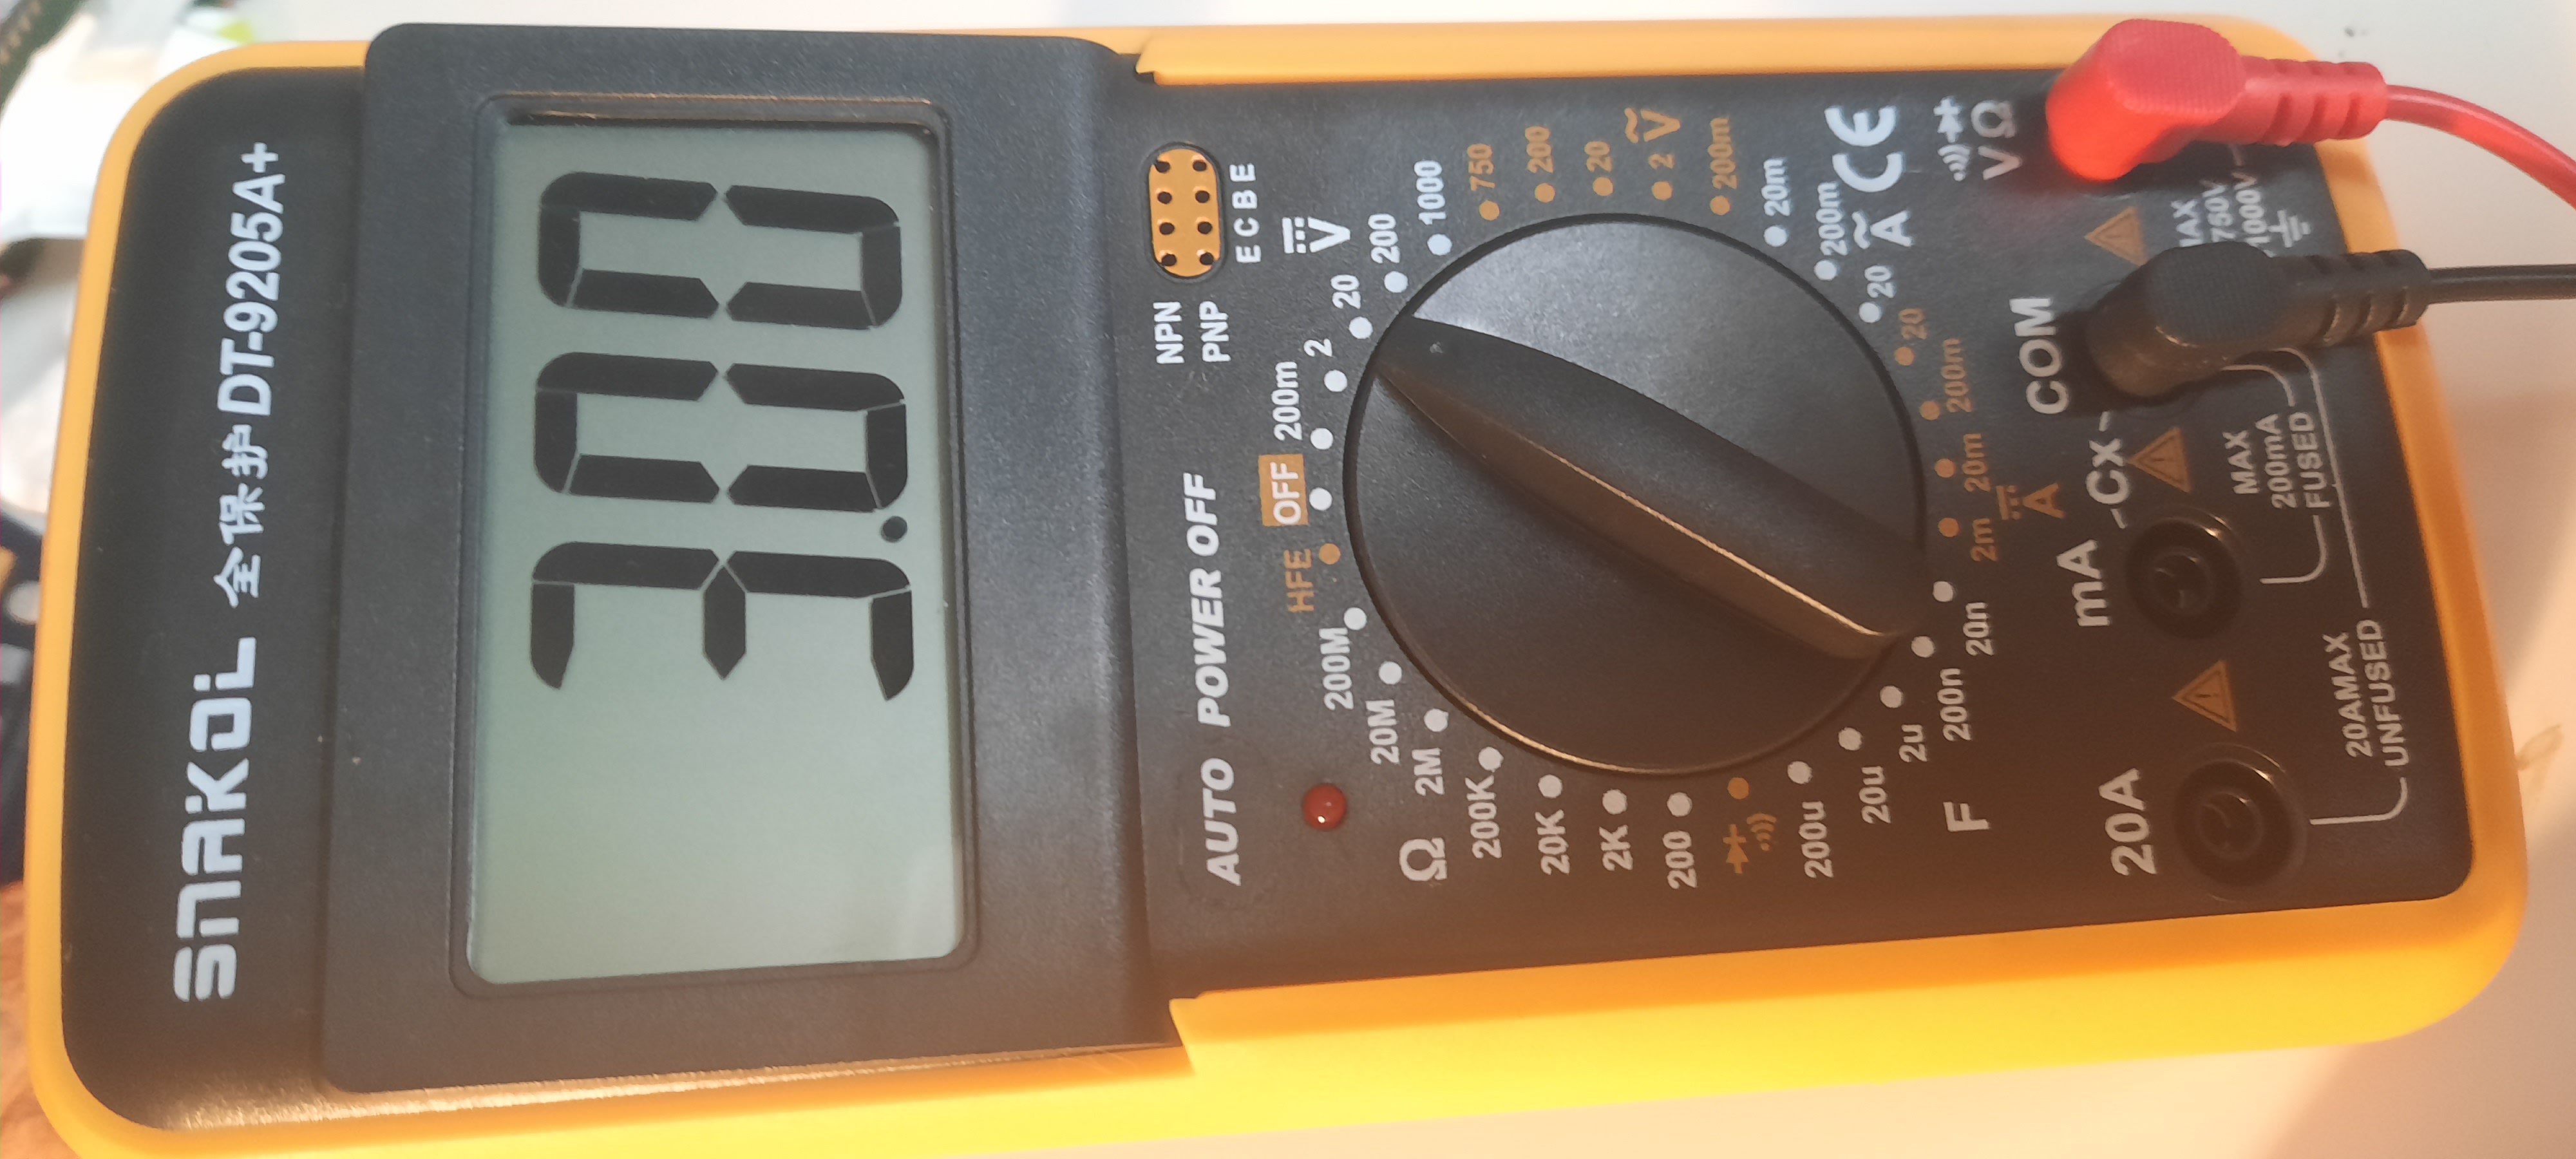 SNAKOL 全保护 DT-9205A+
3.00
AUTO POWER OFF
NPN
PNP
E C B E
HFE OFF 200m
200M 2 V
20M 20
Ω 2M 200
200K 1000
20K 750
2K 200
200 20
2 V
200u 200m
20u 20m
2u 200m
F 200n 20 A CE
20n 2m 20m 200m 20
A
V Ω
COM
mA
Cx
20A
MAX
200mA
FUSED
750V
1000V
20AMAX
UNFUSED